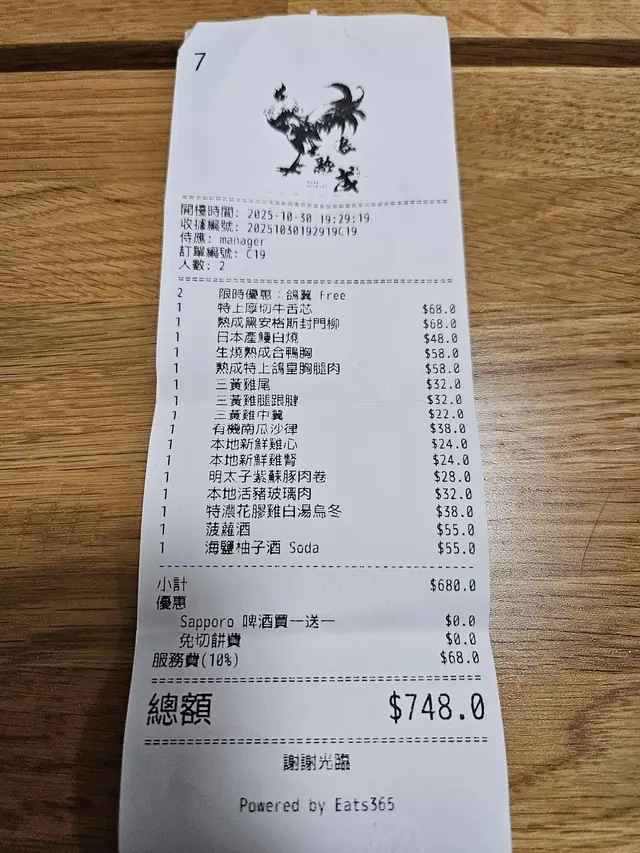 7
長
熟
成
開檯時間: 2025-10-30 19:29:19
收據編號: 20251030192919C19
侍應: manager
訂單編號: C19
人數: 2
2 限時優惠：鴿翼 Free
1 特上厚切牛舌芯 $68.0
1 熟成黑安格斯封門柳 $68.0
1 日本產鰻白燒 $48.0
1 生燒熟成合鴨胸 $58.0
1 熟成特上鴿皇胸腿肉 $58.0
1 三黃雞尾 $32.0
1 三黃雞腿跟腱 $32.0
1 三黃雞中翼 $22.0
1 有機南瓜沙律 $38.0
1 本地新鮮雞心 $24.0
1 本地新鮮雞腎 $24.0
1 明太子紫蘇豚肉卷 $28.0
1 本地活豬玻璃肉 $32.0
1 特濃花膠雞白湯烏冬 $38.0
1 菠蘿酒 $55.0
1 海鹽柚子酒 Soda $55.0
小計 $680.0
優惠
Sapporo 啤酒買一送一 $0.0
免切餅費 $0.0
服務費(10%) $68.0
總額 $748.0
謝謝光臨
Powered by Eats365